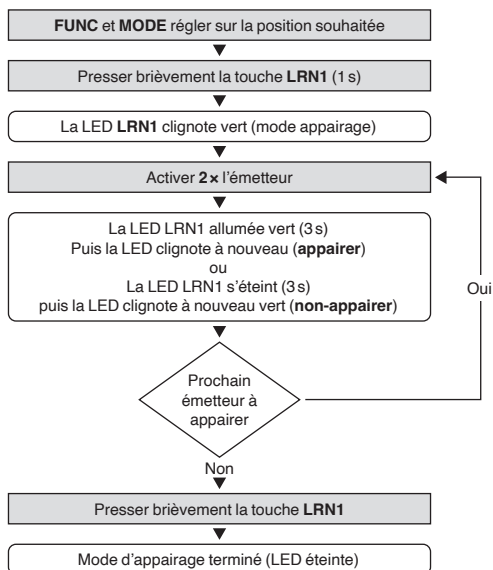 FUNC et MODE régler sur la position souhaitée
Presser brièvement la touche LRN1 (1 s)
La LED LRN1 clignote vert (mode appairage)
Activer 2× l'émetteur
La LED LRN1 allumée vert (3 s)
Puis la LED clignote à nouveau (appairer)
ou
La LED LRN1 s'éteint (3 s)
puis la LED clignote à nouveau vert (non-appairer)
Oui
Prochain
émetteur à
appairer
Non
Presser brièvement la touche LRN1
Mode d'appairage terminé (LED éteinte)